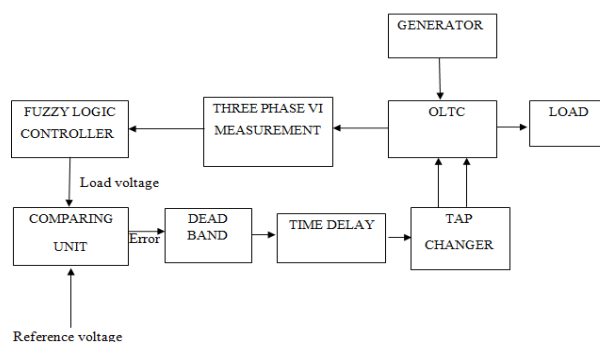 GENERATOR
FUZZY LOGIC
CONTROLLER
THREE PHASE VI
MEASUREMENT
OLTC
LOAD
Load voltage
COMPARING
UNIT
Error
DEAD
BAND
TIME DELAY
TAP
CHANGER
Reference voltage